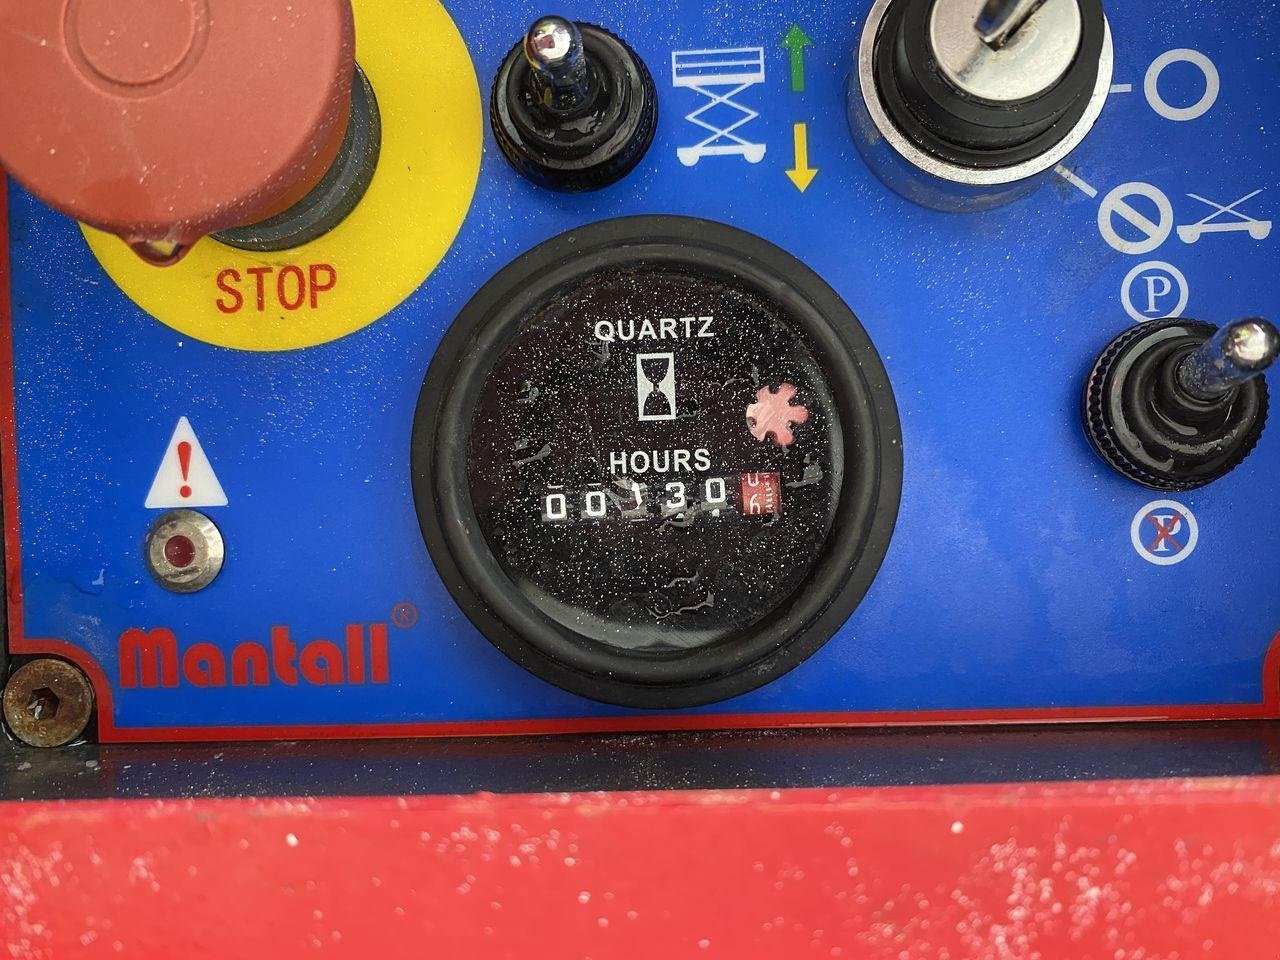 STOP
P
QUARTZ
HOURS
00130
P
!
Mantall®